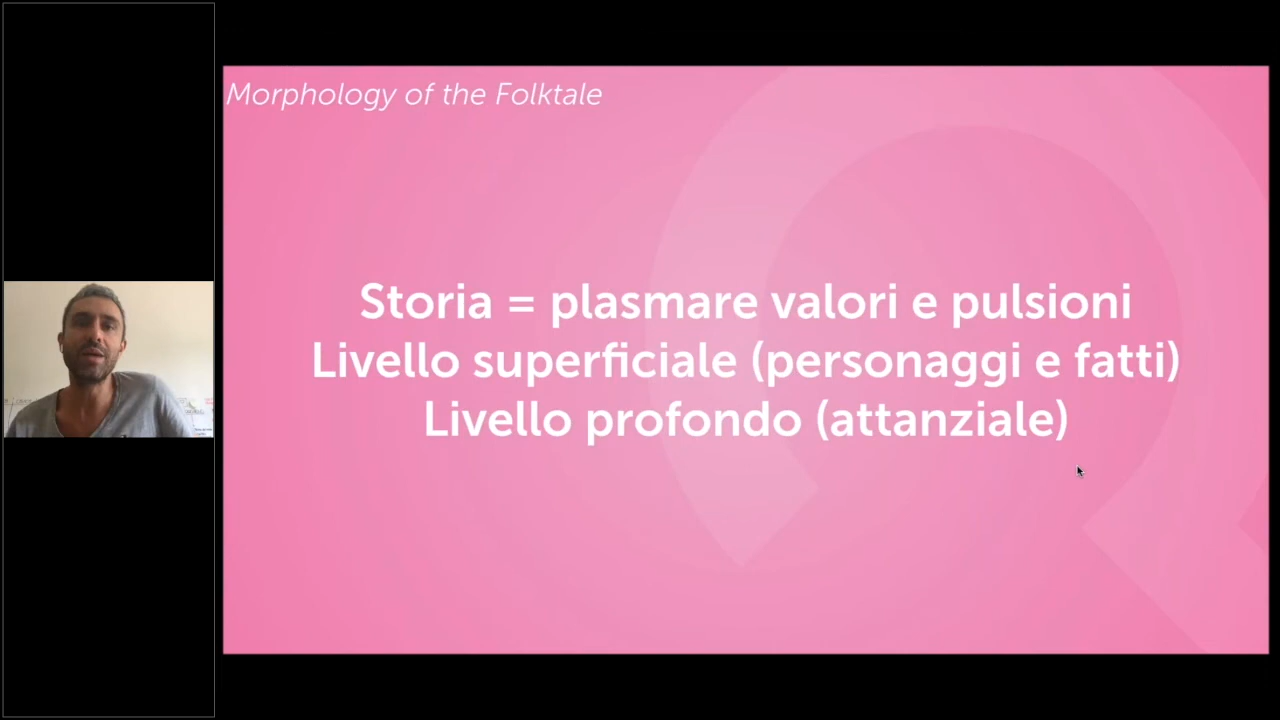 Morphology of the Folktale
Storia = plasmare valori e pulsioni
Livello superficiale (personaggi e fatti)
Livello profondo (attanziale)